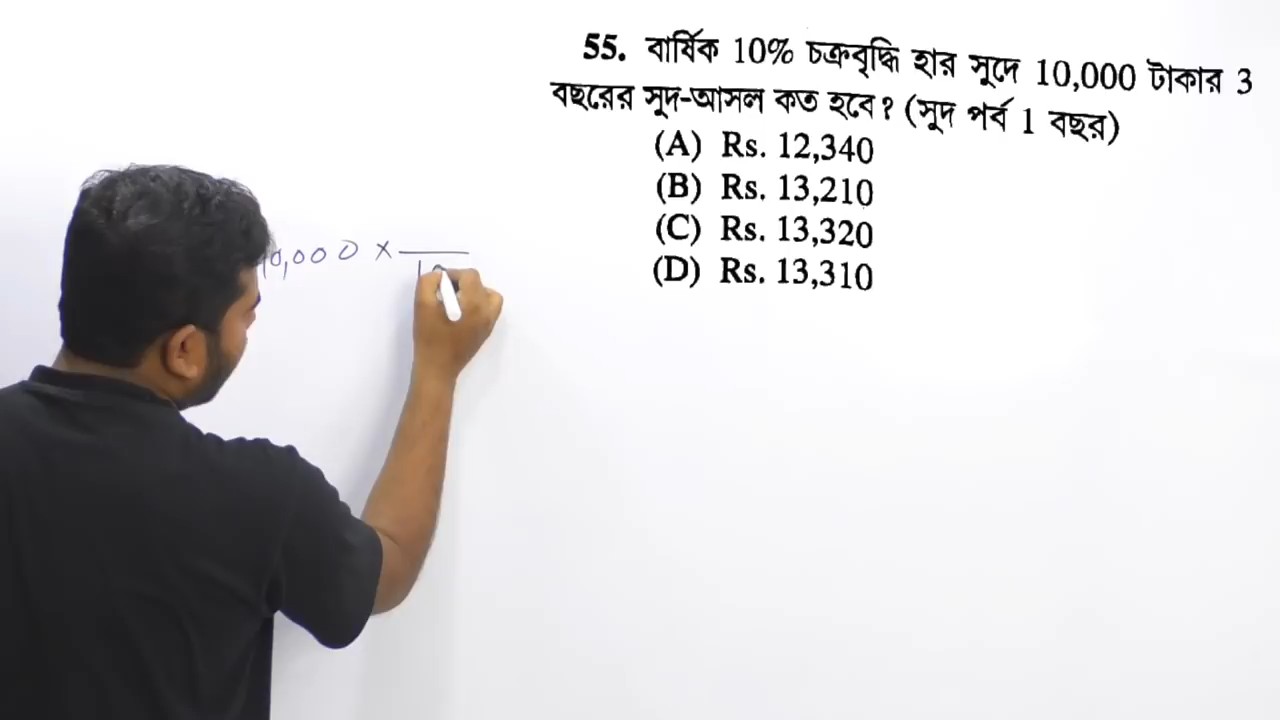 55. বার্ষিক 10% চক্রবৃদ্ধি হার সুদে 10,000 টাকার 3
বছরের সুদ-আসল কত হবে? (সুদ পর্ব 1 বছর)
(A) Rs. 12,340
(B) Rs. 13,210
(C) Rs. 13,320
(D) Rs. 13,310
10,000 ×
10